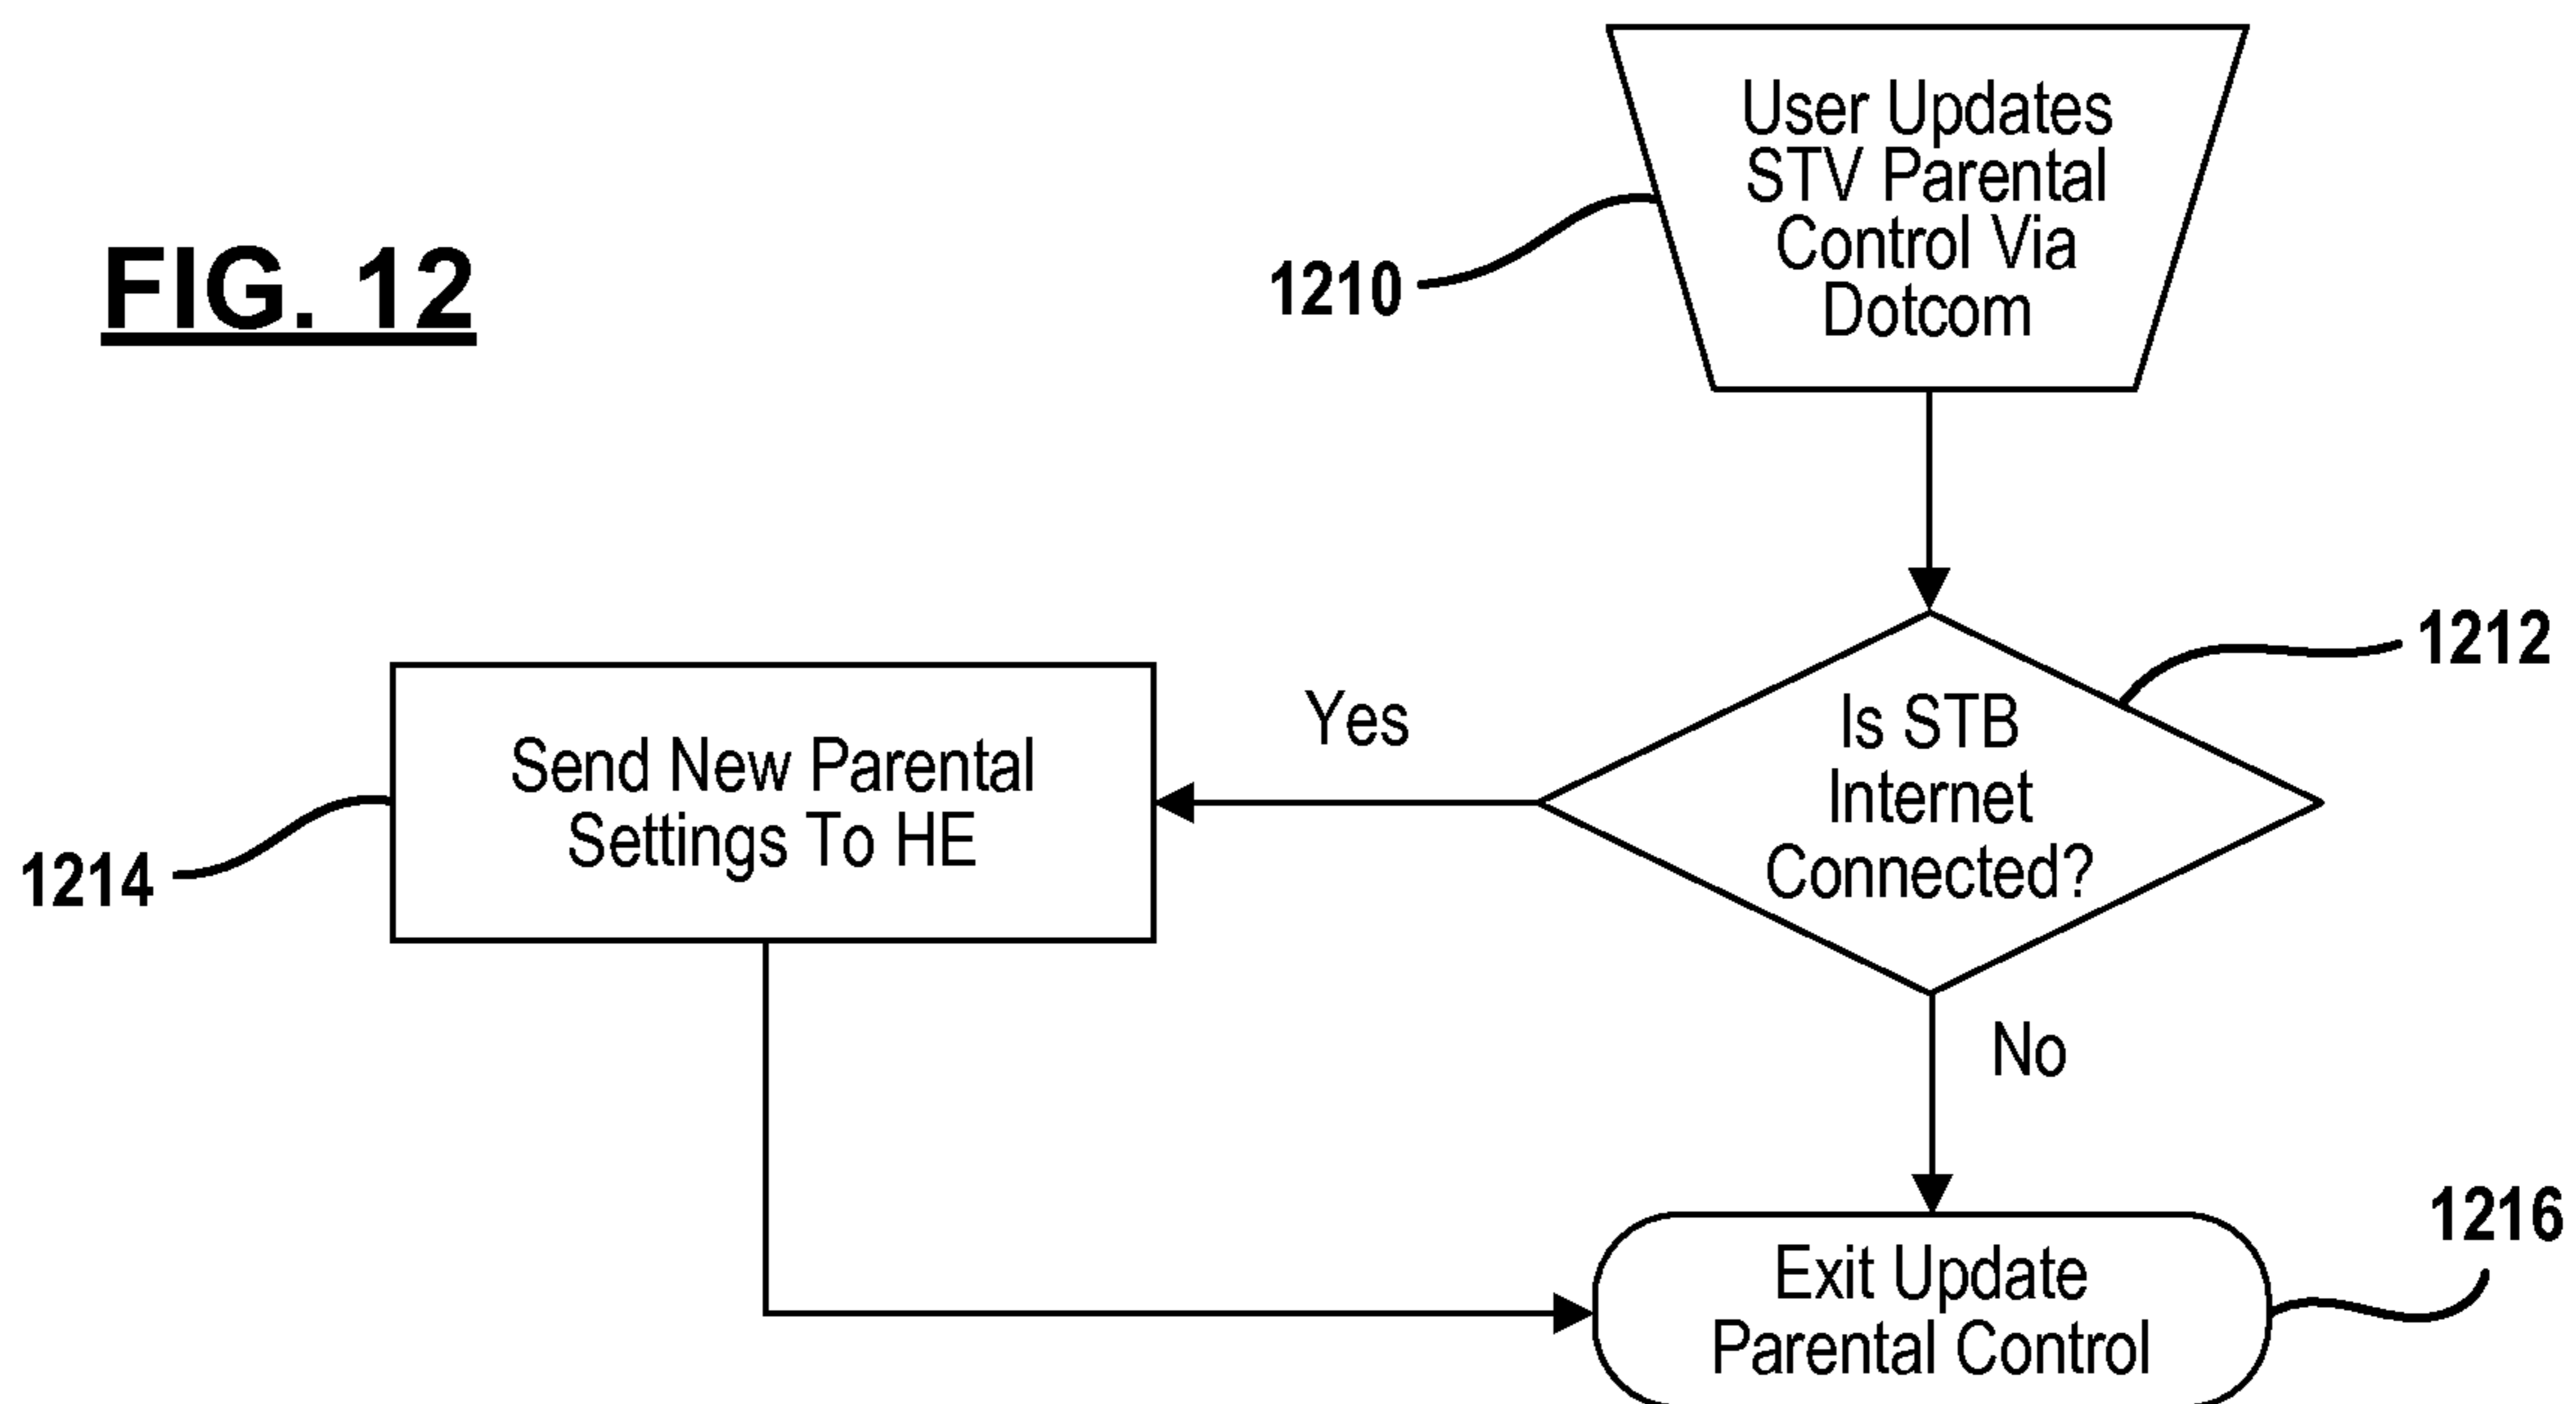 FIG. 12
User Updates
STV Parental
Control Via
Dotcom
1210
1212
Is STB
Internet
Connected?
Yes
Send New Parental
Settings To HE
1214
No
1216
Exit Update
Parental Control